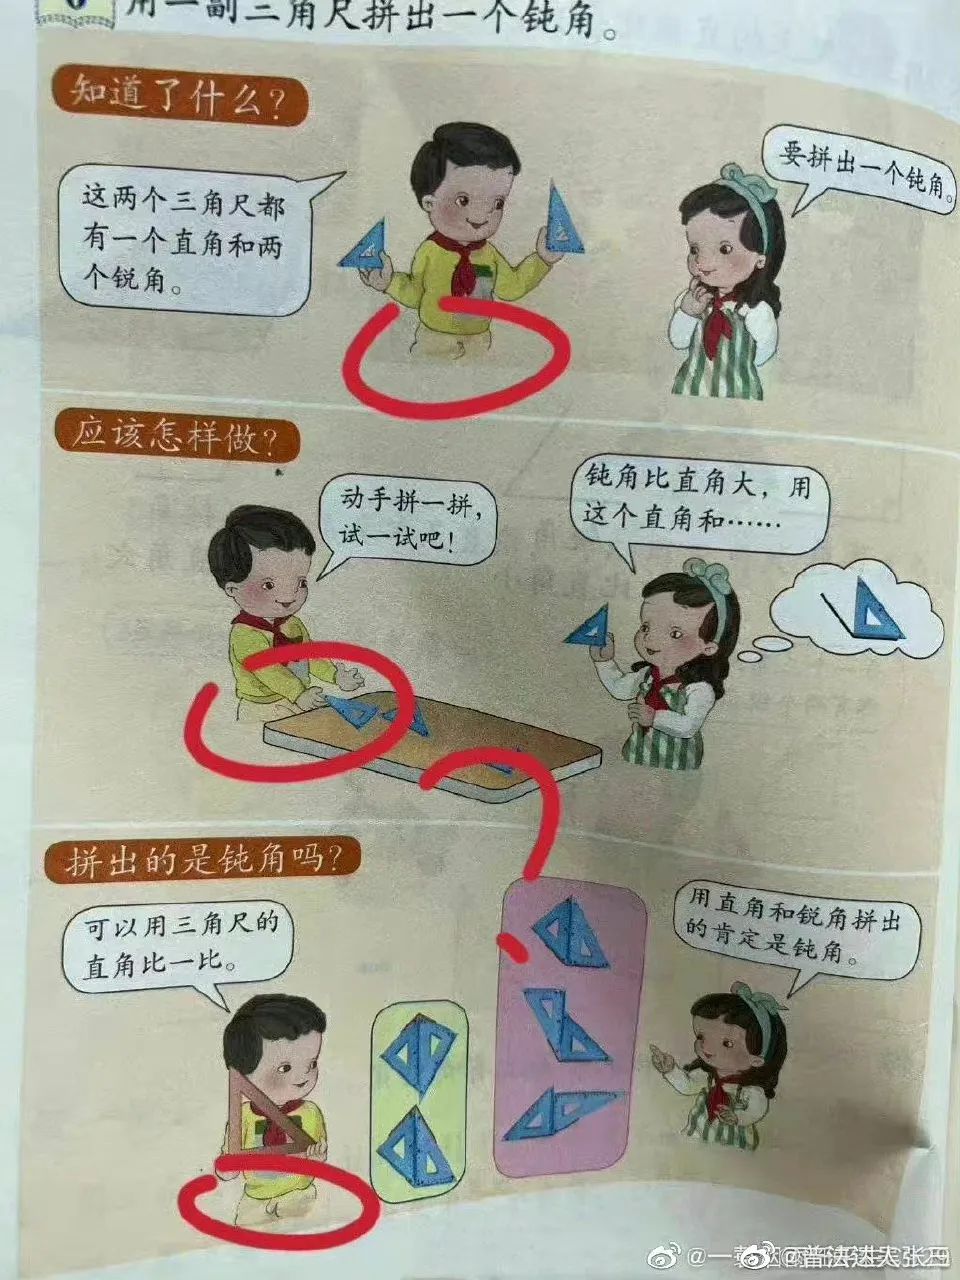 6 用一副三角尺拼出一个钝角。
知道了什么？
这两个三角尺都
有一个直角和两
个锐角。
要拼出一个钝角。
应该怎样做？
动手拼一拼，
试一试吧！
钝角比直角大，用
这个直角和……
拼出的是钝角吗？
可以用三角尺的
直角比一比。
用直角和锐角拼出
的肯定是钝角。
@普法达人张三